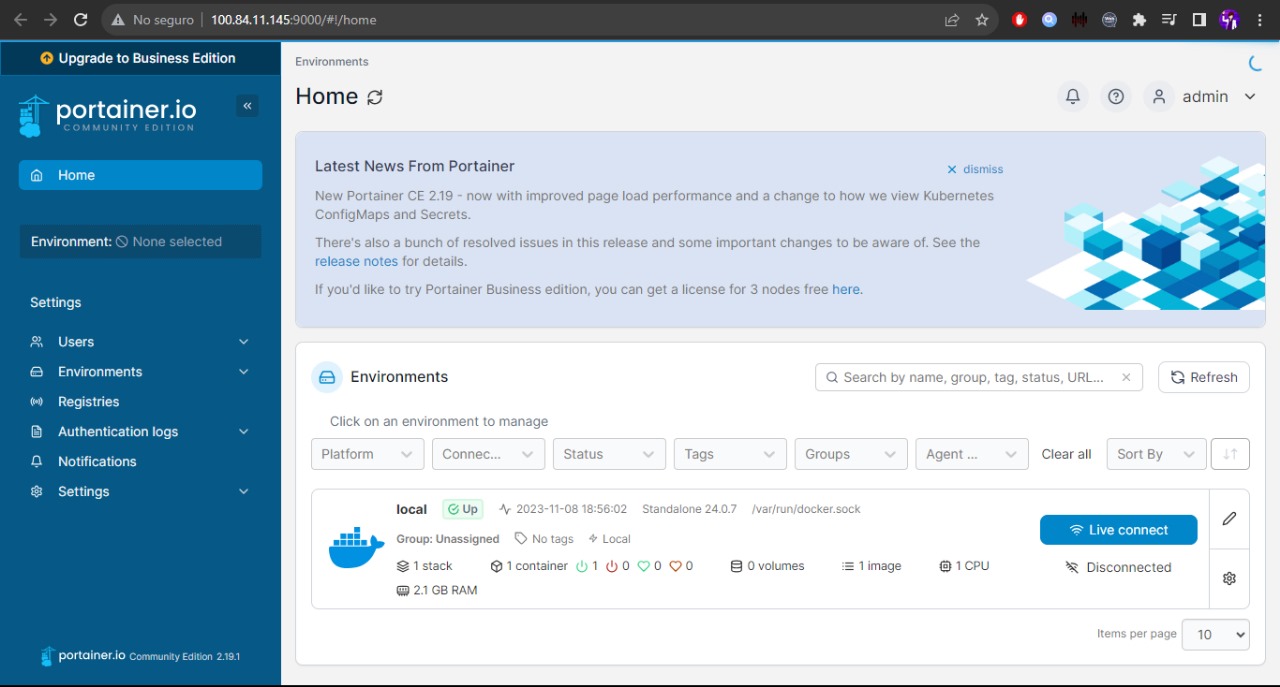 No seguro 100.84.11.145:9000/#!/home
Upgrade to Business Edition
portainer.io
COMMUNITY EDITION
Home
Environment: None selected
Settings
Users
Environments
Registries
Authentication logs
Notifications
Settings
portainer.io Community Edition 2.19.1
Environments
Home
admin
Latest News From Portainer
dismiss
New Portainer CE 2.19 - now with improved page load performance and a change to how we view Kubernetes
ConfigMaps and Secrets.
There's also a bunch of resolved issues in this release and some important changes to be aware of. See the
release notes for details.
If you'd like to try Portainer Business edition, you can get a license for 3 nodes free here.
Environments
Search by name, group, tag, status, URL...
Refresh
Click on an environment to manage
Platform Connec... Status Tags Groups Agent ... Clear all Sort By
local Up 2023-11-08 18:56:02 Standalone 24.0.7 /var/run/docker.sock
Group: Unassigned No tags Local
1 stack 1 container 1 0 0 0 0 volumes 1 image 1 CPU
2.1 GB RAM
Live connect
Disconnected
Items per page 10